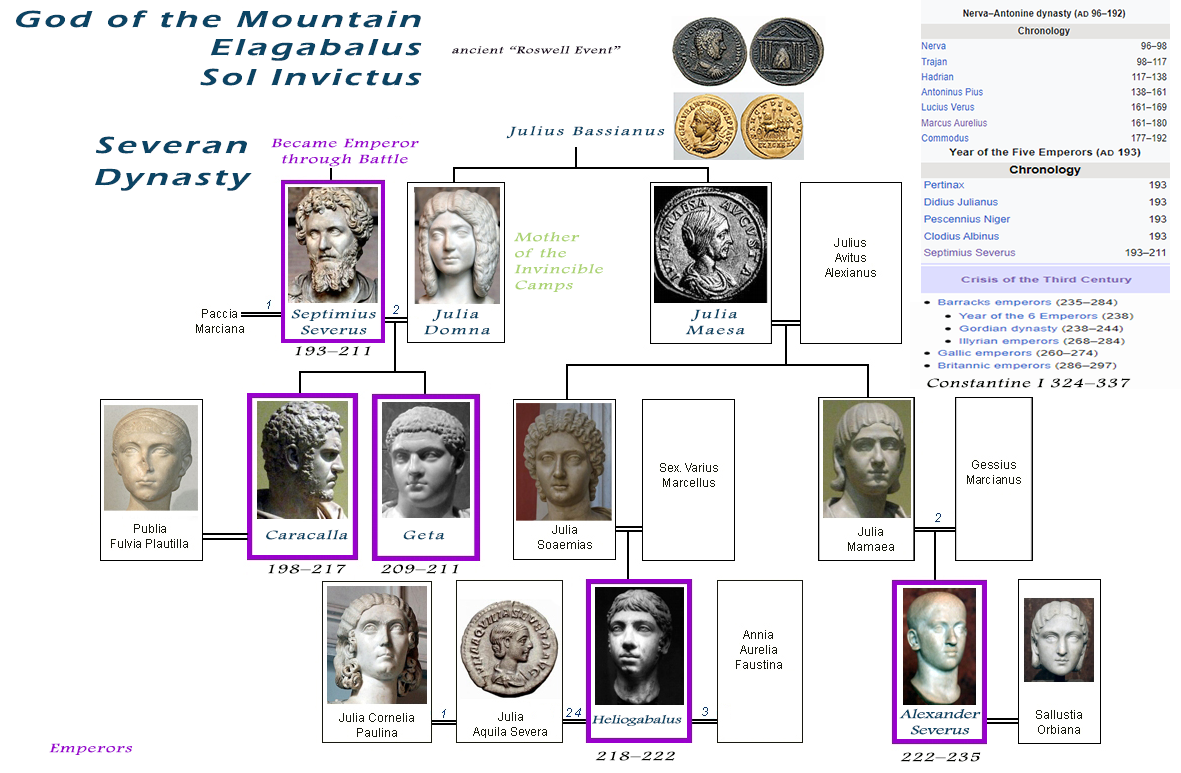 God of the Mountain
Elagabalus
Sol Invictus
ancient “Roswell Event”
Severan
Dynasty
Became Emperor
through Battle
Julius Bassianus
Septimius
Severus
193–211
Julia
Domna
Mother
of the
Invincible
Camps
JULIA MAESA AUGUSTA
Julia
Maesa
Julius
Avitus
Alexianus
Paccia
Marciana
1
2
Publia
Fulvia Plautilla
Caracalla
198–217
Geta
209–211
Julia
Soaemias
Sex. Varius
Marcellus
Julia
Mamaea
2
Gessius
Marcianus
Julia Cornelia
Paulina
1
Julia
Aquila Severa
2 4
Heliogabalus
218–222
3
Annia
Aurelia
Faustina
Alexander
Severus
222–235
Sallustia
Orbiana
Emperors
Nerva–Antonine dynasty (AD 96–192)
Chronology
Nerva 96–98
Trajan 98–117
Hadrian 117–138
Antoninus Pius 138–161
Lucius Verus 161–169
Marcus Aurelius 161–180
Commodus 177–192
Year of the Five Emperors (AD 193)
Chronology
Pertinax 193
Didius Julianus 193
Pescennius Niger 193
Clodius Albinus 193
Septimius Severus 193–211
Crisis of the Third Century
• Barracks emperors (235–284)
• Year of the 6 Emperors (238)
• Gordian dynasty (238–244)
• Illyrian emperors (268–284)
• Gallic emperors (260–274)
• Britannic emperors (286–297)
Constantine I 324–337